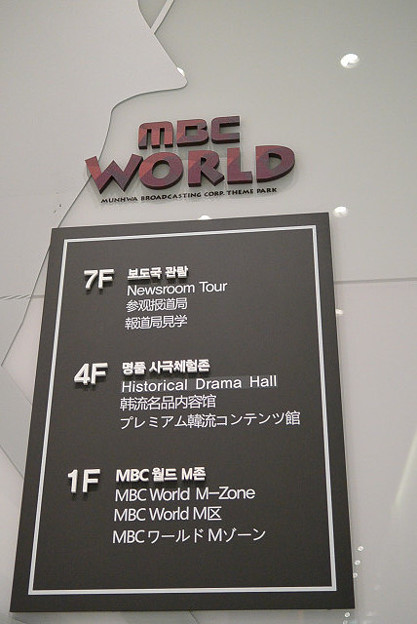 MBC
WORLD
MUNHWA BROADCASTING CORP. THEME PARK
7F 보도국 관람
Newsroom Tour
参观报道局
報道局見学
4F 명품 사극체험존
Historical Drama Hall
韩流名品内容馆
プレミアム韓流コンテンツ館
1F MBC 월드 M존
MBC World M-Zone
MBC World M区
MBC ワールド Mゾーン